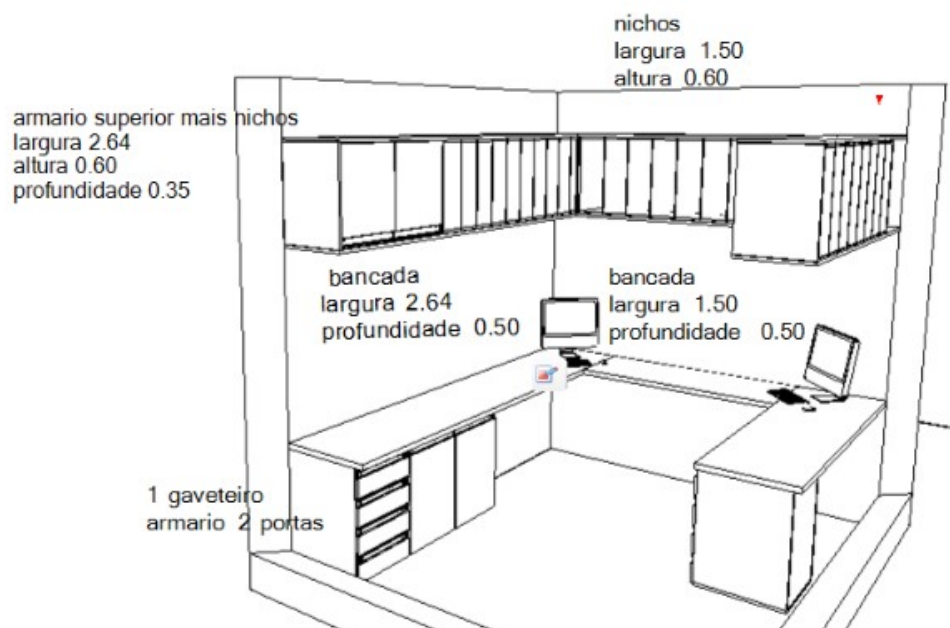 nichos
largura 1.50
altura 0.60
armario superior mais nichos
largura 2.64
altura 0.60
profundidade 0.35
bancada
largura 2.64
profundidade 0.50
bancada
largura 1.50
profundidade 0.50
1 gaveteiro
armario 2 portas